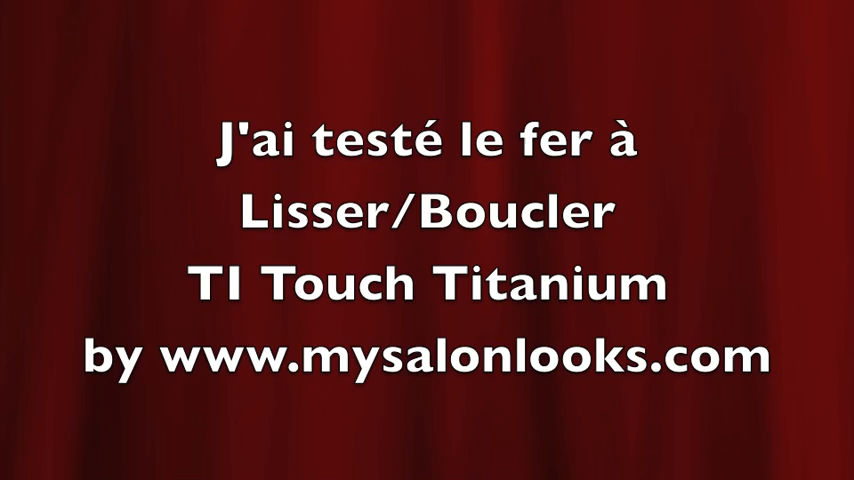 J'ai testé le fer à
Lisser/Boucler
TI Touch Titanium
by www.mysalonlooks.com